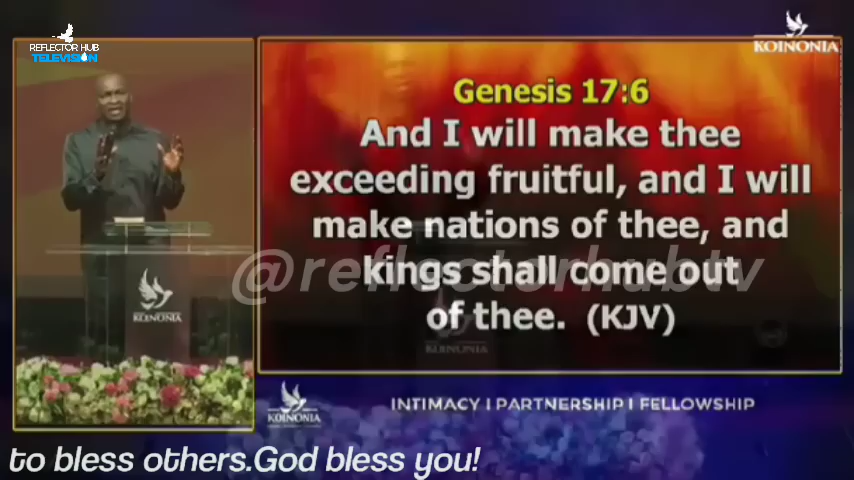 REFLECTOR HUB
TELEVISION
KOINONIA
Genesis 17:6
And I will make thee
exceeding fruitful, and I will
make nations of thee, and
kings shall come out
of thee. (KJV)
@reflectorhubtv
KOINONIA
KOINONIA
KOINONIA
INTIMACY | PARTNERSHIP | FELLOWSHIP
to bless others.God bless you!